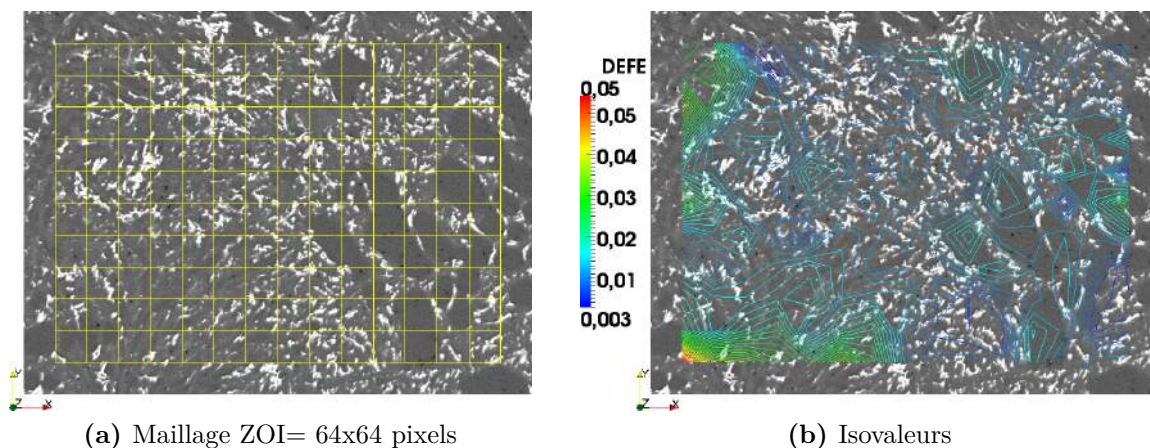 DEFE
0,05
0,05
0,04
0,03
0,02
0,01
0,003
Y
Z X
Y
Z X
(a) Maillage ZOI= 64x64 pixels
(b) Isovaleurs